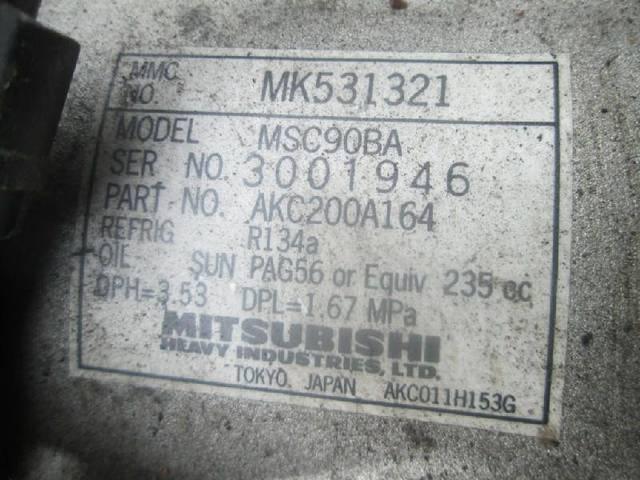 MMC NO. MK531321
MODEL MSC90BA
SER NO. 3001946
PART NO. AKC200A164
REFRIG R134a
OIL SUN PAG56 or Equiv 235 cc
DPH=3.53 DPL=1.67 MPa
MITSUBISHI
HEAVY INDUSTRIES, LTD.
TOKYO. JAPAN AKC011H153G